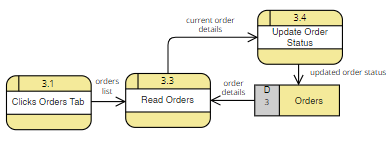 current order
details
3.4
Update Order
Status
updated order status
3.1
Clicks Orders Tab
orders
list
3.3
Read Orders
order
details
D
3
Orders